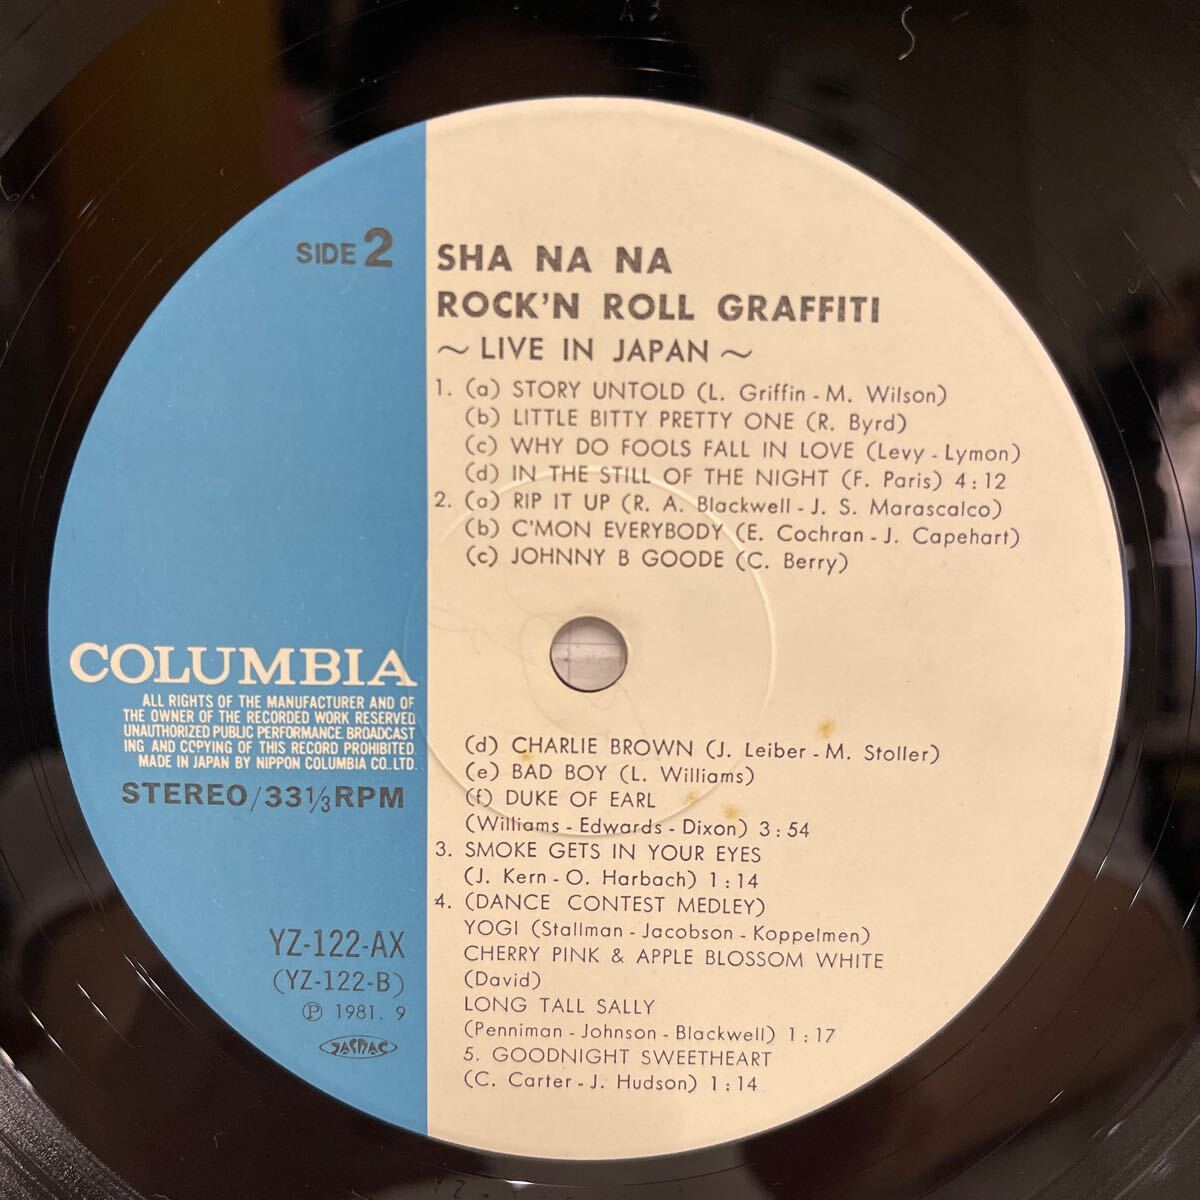 SIDE 2
SHA NA NA
ROCK'N ROLL GRAFFITI
～LIVE IN JAPAN～
1. (a) STORY UNTOLD (L. Griffin - M. Wilson)
(b) LITTLE BITTY PRETTY ONE (R. Byrd)
(c) WHY DO FOOLS FALL IN LOVE (Levy - Lymon)
(d) IN THE STILL OF THE NIGHT (F. Paris) 4:12
2. (a) RIP IT UP (R. A. Blackwell - J. S. Marascalco)
(b) C'MON EVERYBODY (E. Cochran - J. Capehart)
(c) JOHNNY B GOODE (C. Berry)
(d) CHARLIE BROWN (J. Leiber - M. Stoller)
(e) BAD BOY (L. Williams)
(f) DUKE OF EARL
(Williams - Edwards - Dixon) 3:54
3. SMOKE GETS IN YOUR EYES
(J. Kern - O. Harbach) 1:14
4. (DANCE CONTEST MEDLEY)
YOGI (Stallman - Jacobson - Koppelmen)
CHERRY PINK & APPLE BLOSSOM WHITE
(David)
LONG TALL SALLY
(Penniman - Johnson - Blackwell) 1:17
5. GOODNIGHT SWEETHEART
(C. Carter - J. Hudson) 1:14
COLUMBIA
ALL RIGHTS OF THE MANUFACTURER AND OF
THE OWNER OF THE RECORDED WORK RESERVED
UNAUTHORIZED PUBLIC PERFORMANCE. BROADCAST
ING AND COPYING OF THIS RECORD PROHIBITED.
MADE IN JAPAN BY NIPPON COLUMBIA CO.,LTD.
STEREO/33⅓RPM
YZ-122-AX
(YZ-122-B)
Ⓟ 1981. 9
JASRAC